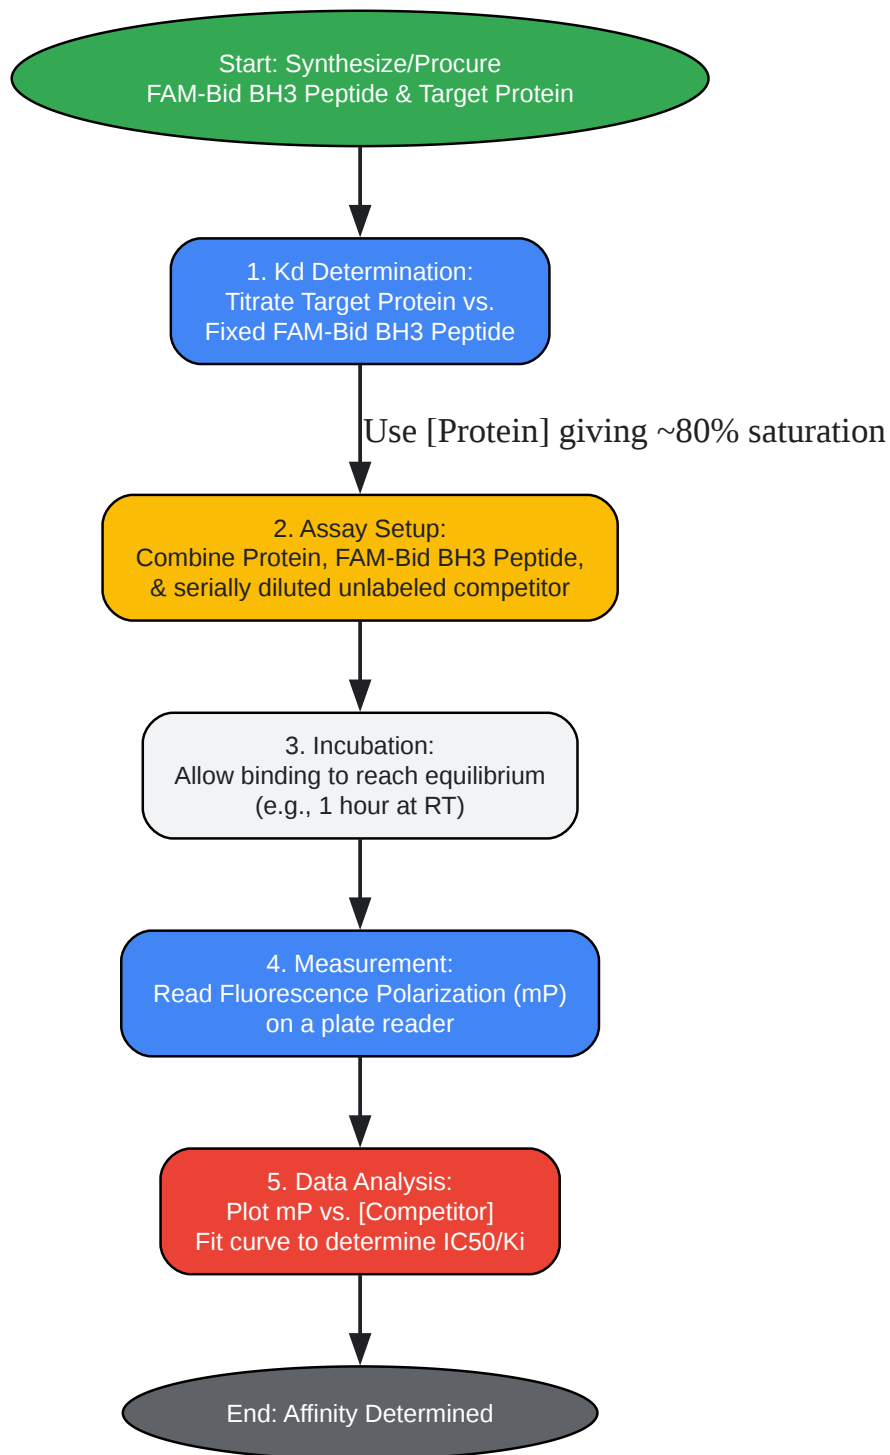 Start: Synthesize/Procure
FAM-Bid BH3 Peptide & Target Protein
1. Kd Determination:
Titrate Target Protein vs.
Fixed FAM-Bid BH3 Peptide
Use [Protein] giving ~80% saturation
2. Assay Setup:
Combine Protein, FAM-Bid BH3 Peptide,
& serially diluted unlabeled competitor
3. Incubation:
Allow binding to reach equilibrium
(e.g., 1 hour at RT)
4. Measurement:
Read Fluorescence Polarization (mP)
on a plate reader
5. Data Analysis:
Plot mP vs. [Competitor]
Fit curve to determine IC50/Ki
End: Affinity Determined